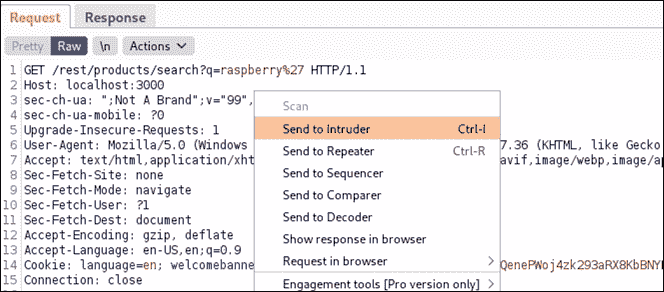 Request Response
Pretty Raw \n Actions
1 GET /rest/products/search?q=raspberry%27 HTTP/1.1
2 Host: localhost:3000
3 sec-ch-ua: ";Not A Brand";v="99",
4 sec-ch-ua-mobile: ?0
5 Upgrade-Insecure-Requests: 1
6 User-Agent: Mozilla/5.0 (Windows 7.36 (KHTML, like Gecko
7 Accept: text/html,application/xht avif,image/webp,image/ap
8 Sec-Fetch-Site: none
9 Sec-Fetch-Mode: navigate
10 Sec-Fetch-User: ?1
11 Sec-Fetch-Dest: document
12 Accept-Encoding: gzip, deflate
13 Accept-Language: en-US,en;q=0.9
14 Cookie: language=en; welcomebanne QenePWoj4zk293aRX8KbBNY
15 Connection: close
Scan
Send to Intruder Ctrl-I
Send to Repeater Ctrl-R
Send to Sequencer
Send to Comparer
Send to Decoder
Show response in browser
Request in browser
Engagement tools [Pro version only]